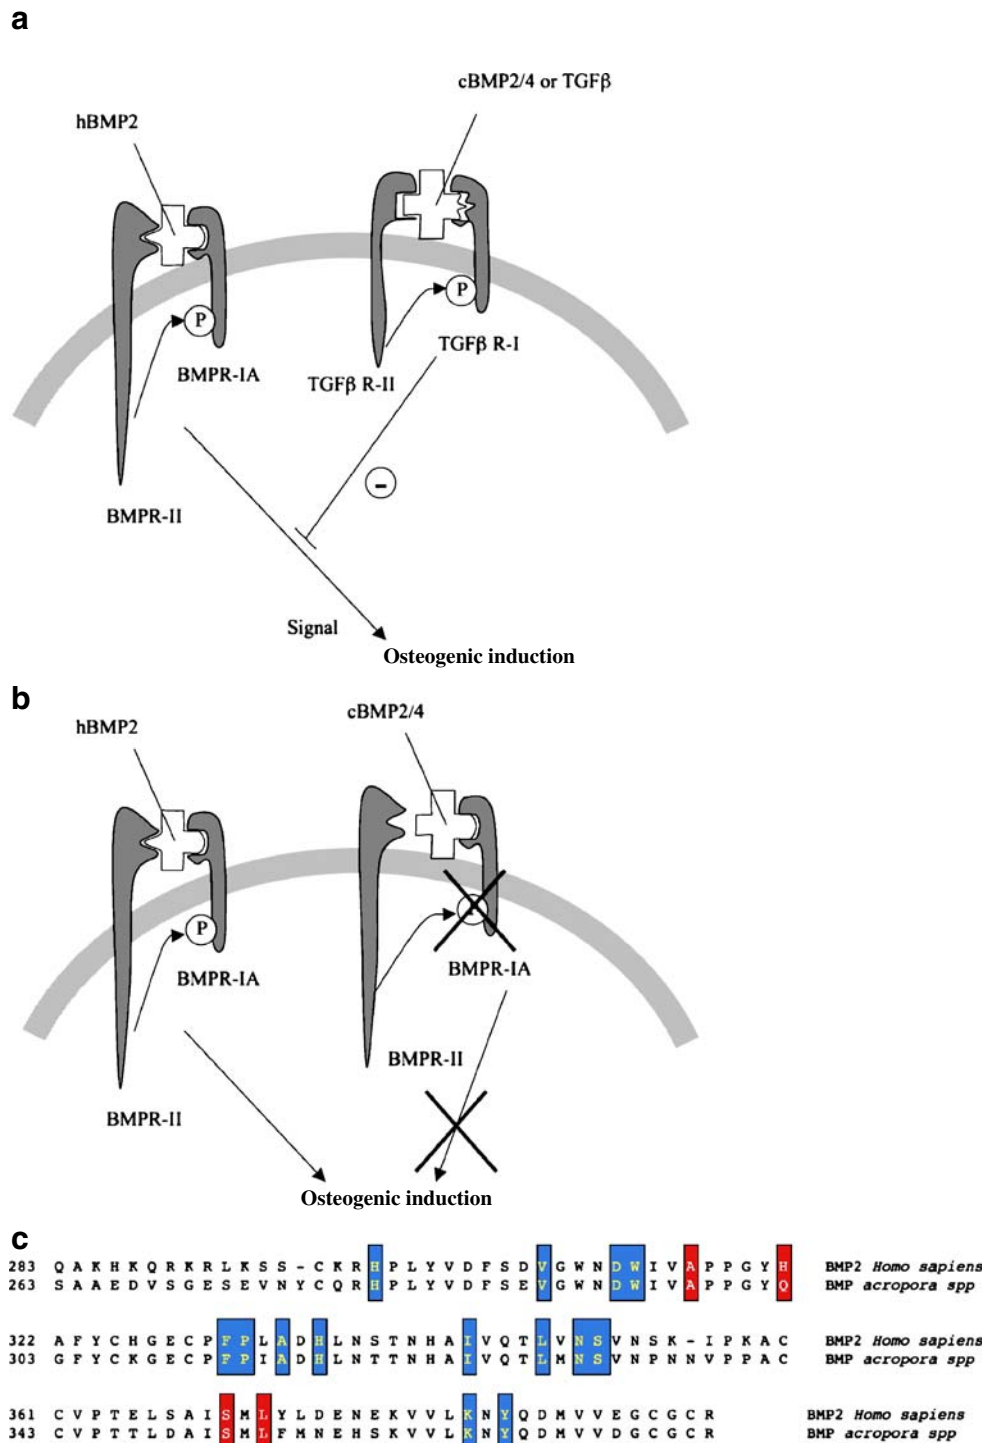 a
cBMP2/4 or TGFβ
hBMP2
P
P
TGFβ R-I
BMPR-IA
TGFβ R-II
–
BMPR-II
Signal
Osteogenic induction
b
cBMP2/4
hBMP2
P
BMPR-IA
BMPR-IA
BMPR-II
BMPR-II
Osteogenic induction
c
283 Q A K H K Q R K R L K S S - C K R H P L Y V D F S D V G W N D W I V A P P G Y H BMP2 Homo sapiens
263 S A A E D V S G E S E V N Y C Q R H P L Y V D F S D V G W N D W I V A P P G Y Q BMP acropora spp
322 A F Y C H G E C P F P L A D H L N S T N H A I V Q T L V N S V N S K - I P K A C BMP2 Homo sapiens
303 G F Y C K G E C P F P I A D H L N T T N H A I V Q T L M N S V N P N N V P P A C BMP acropora spp
361 C V P T E L S A I S M L Y L D E N E K V V L K N Y Q D M V V E G C G C R BMP2 Homo sapiens
343 C V P T T L D A I S M L F M N E H S K V V L K N Y Q D M V V D G C G C R BMP acropora spp